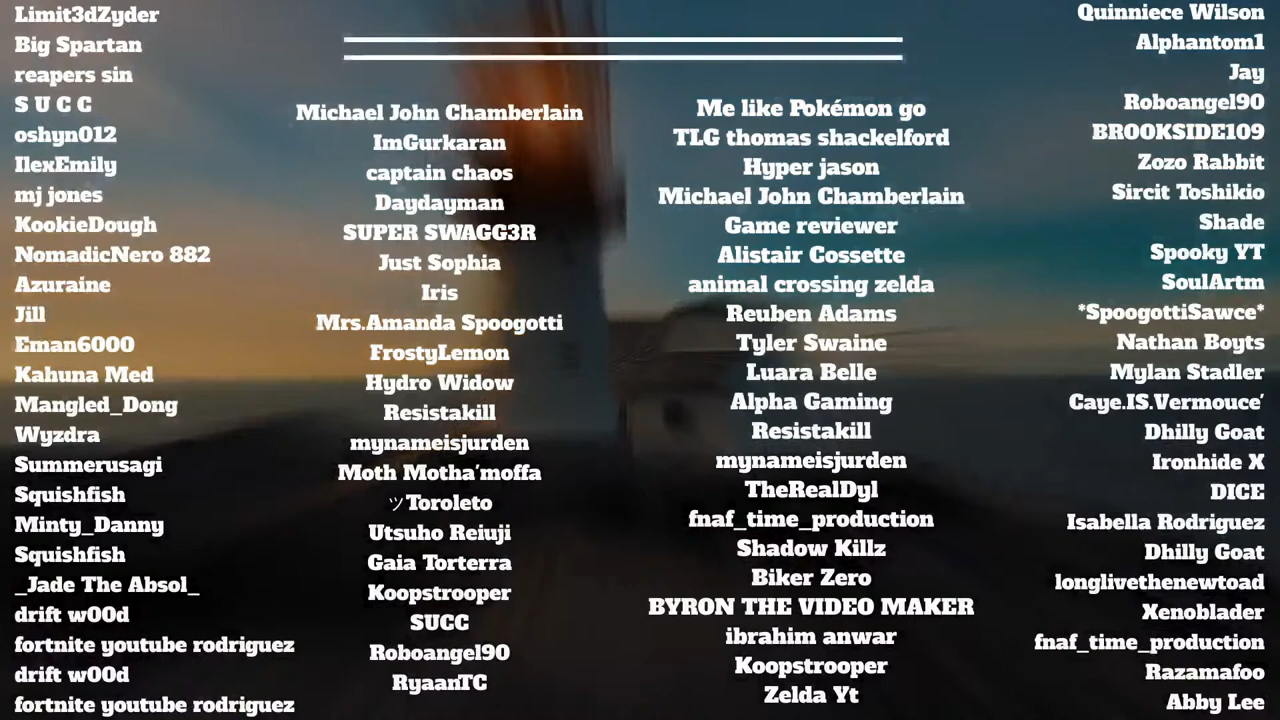 Limit3dZyder
Big Spartan
reapers sin
S U C C
oshyn012
IlexEmily
mj jones
KookieDough
NomadicNero 882
Azuraine
Jill
Eman6000
Kahuna Med
Mangled_Dong
Wyzdra
Summerusagi
Squishfish
Minty_Danny
Squishfish
_Jade The Absol_
drift w00d
fortnite youtube rodriguez
drift w00d
fortnite youtube rodriguez
Michael John Chamberlain
ImGurkaran
captain chaos
Daydayman
SUPER SWAGG3R
Just Sophia
Iris
Mrs.Amanda Spoogotti
FrostyLemon
Hydro Widow
Resistakill
mynameisjurden
Moth Motha'moffa
ツToroleto
Utsuho Reiuji
Gaia Torterra
Koopstrooper
SUCC
Roboangel90
RyaanTC
Me like Pokémon go
TLG thomas shackelford
Hyper jason
Michael John Chamberlain
Game reviewer
Alistair Cossette
animal crossing zelda
Reuben Adams
Tyler Swaine
Luara Belle
Alpha Gaming
Resistakill
mynameisjurden
TheRealDyl
fnaf_time_production
Shadow Killz
Biker Zero
BYRON THE VIDEO MAKER
ibrahim anwar
Koopstrooper
Zelda Yt
Quinniece Wilson
Alphantom1
Jay
Roboangel90
BROOKSIDE109
Zozo Rabbit
Sircit Toshikio
Shade
Spooky YT
SoulArtm
*SpoogottiSawce*
Nathan Boyts
Mylan Stadler
Caye.IS.Vermouce'
Dhilly Goat
Ironhide X
DICE
Isabella Rodriguez
Dhilly Goat
longlivethenewtoad
Xenoblader
fnaf_time_production
Razamafoo
Abby Lee